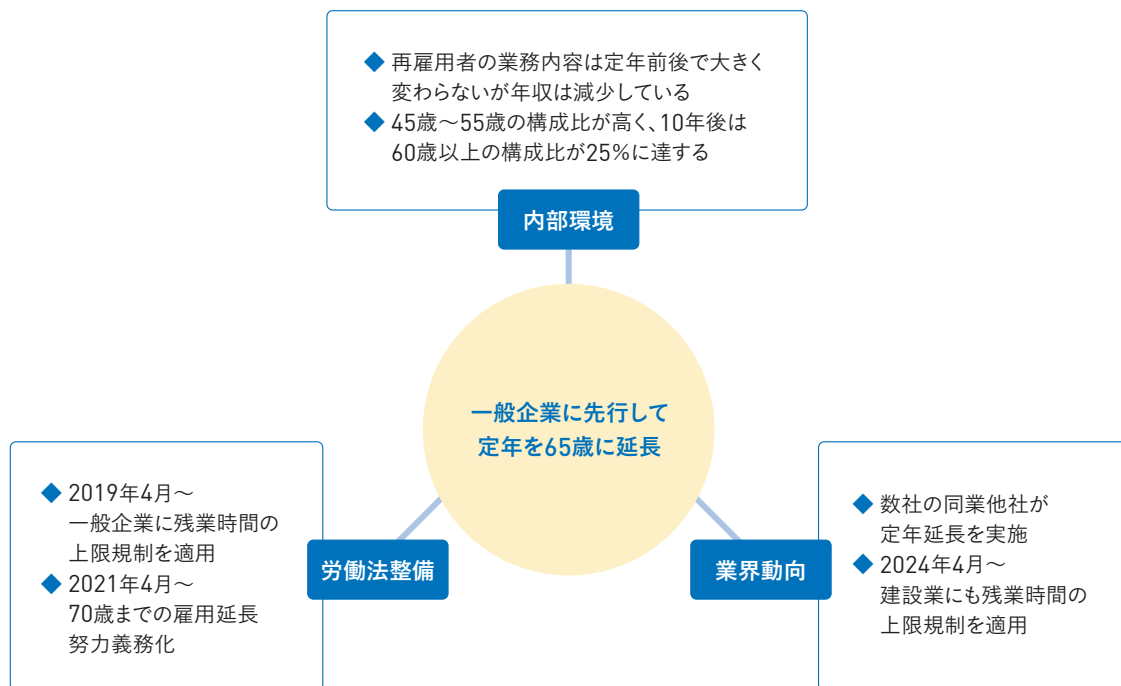 ◆ 再雇用者の業務内容は定年前後で大きく
変わらないが年収は減少している
◆ 45歳〜55歳の構成比が高く、10年後は
60歳以上の構成比が25%に達する
内部環境
一般企業に先行して
定年を65歳に延長
◆ 2019年4月〜
一般企業に残業時間の
上限規制を適用
◆ 2021年4月〜
70歳までの雇用延長
努力義務化
労働法整備
業界動向
◆ 数社の同業他社が
定年延長を実施
◆ 2024年4月〜
建設業にも残業時間の
上限規制を適用